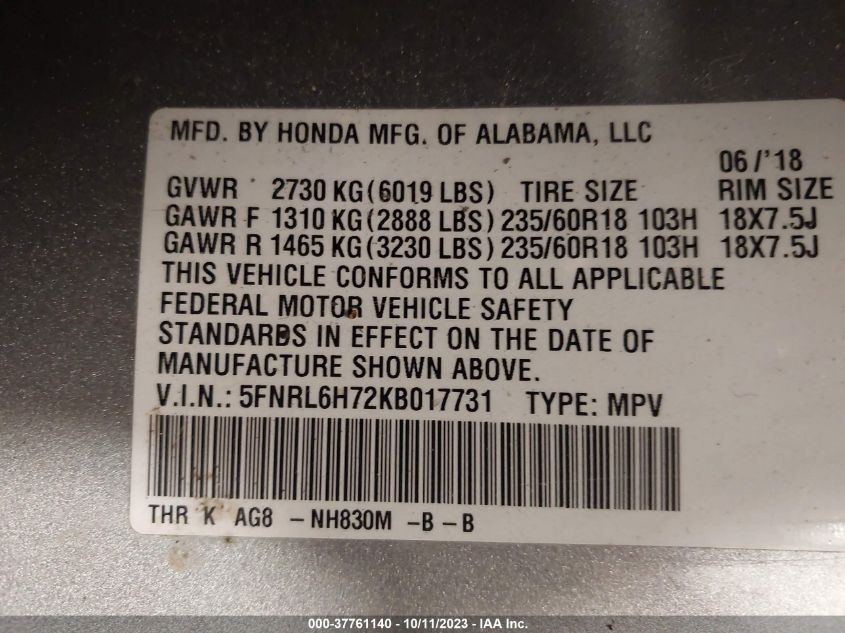 MFD. BY HONDA MFG. OF ALABAMA, LLC
06/'18
GVWR 2730 KG(6019 LBS) TIRE SIZE RIM SIZE
GAWR F 1310 KG(2888 LBS) 235/60R18 103H 18X7.5J
GAWR R 1465 KG(3230 LBS) 235/60R18 103H 18X7.5J
THIS VEHICLE CONFORMS TO ALL APPLICABLE
FEDERAL MOTOR VEHICLE SAFETY
STANDARDS IN EFFECT ON THE DATE OF
MANUFACTURE SHOWN ABOVE.
V.I.N.: 5FNRL6H72KB017731 TYPE: MPV
THR K AG8 -NH830M -B-B
000-37761140 - 10/11/2023 - IAA Inc.